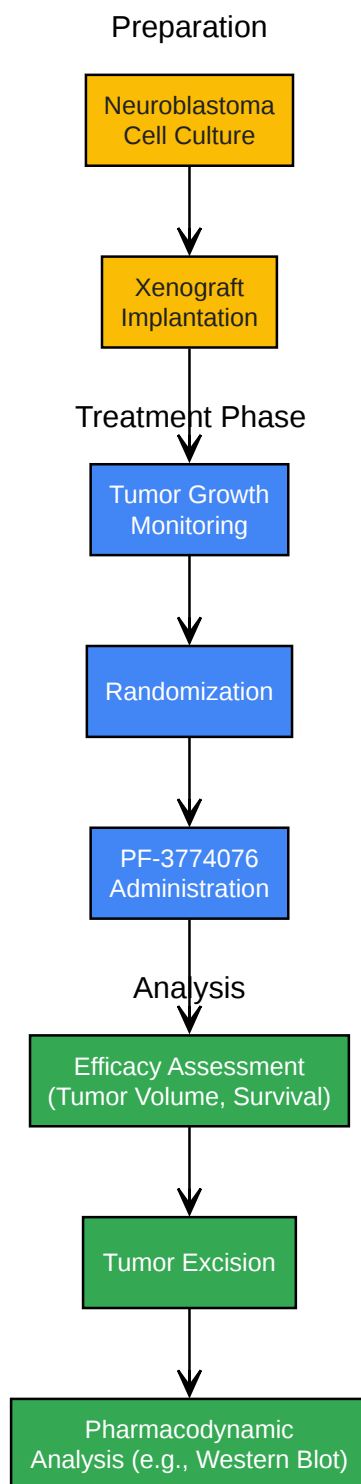 Preparation
Neuroblastoma
Cell Culture
Xenograft
Implantation
Treatment Phase
Tumor Growth
Monitoring
Randomization
PF-3774076
Administration
Analysis
Efficacy Assessment
(Tumor Volume, Survival)
Tumor Excision
Pharmacodynamic
Analysis (e.g., Western Blot)